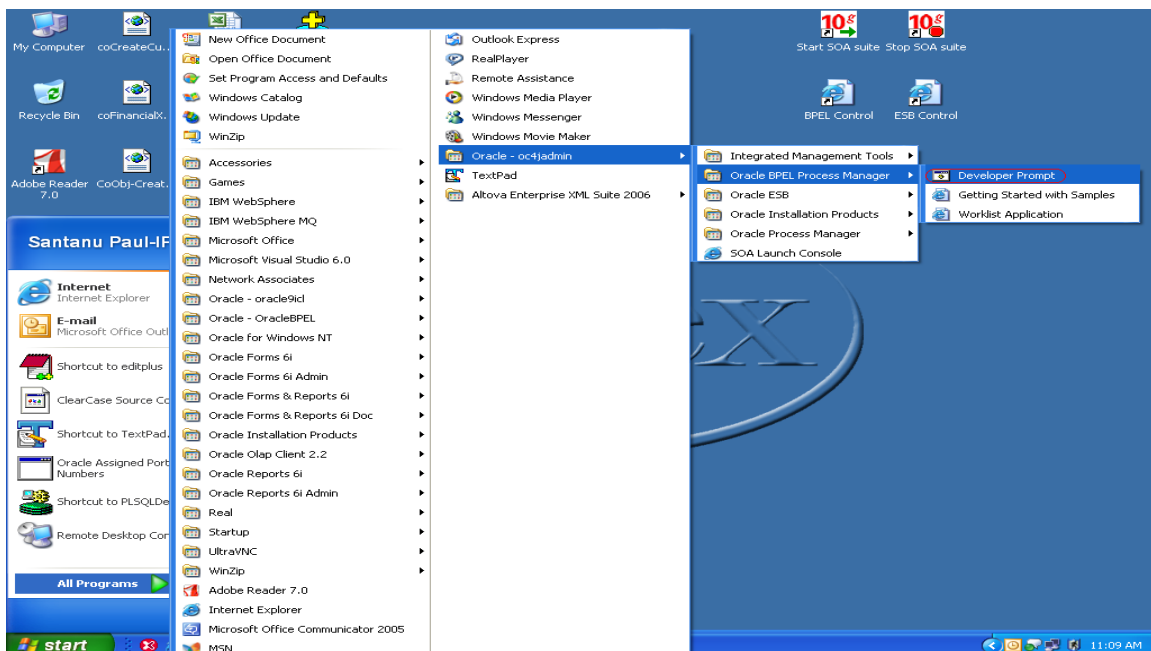 My Computer
coCreateCu..
Recycle Bin
coFinancialX.
Adobe Reader 7.0
CoObj-Creat.
Start SOA suite
Stop SOA suite
BPEL Control
ESB Control
Santanu Paul-IF
Internet
Internet Explorer
E-mail
Microsoft Office Outl
Shortcut to editplus
ClearCase Source Co
Shortcut to TextPad.
Oracle Assigned Port
Numbers
Shortcut to PLSQLDe
Remote Desktop Con
All Programs
start
New Office Document
Open Office Document
Set Program Access and Defaults
Windows Catalog
Windows Update
WinZip
Accessories
Games
IBM WebSphere
IBM WebSphere MQ
Microsoft Office
Microsoft Visual Studio 6.0
Network Associates
Oracle - oracle9icl
Oracle - OracleBPEL
Oracle for Windows NT
Oracle Forms 6i
Oracle Forms 6i Admin
Oracle Forms & Reports 6i
Oracle Forms & Reports 6i Doc
Oracle Installation Products
Oracle Olap Client 2.2
Oracle Reports 6i
Oracle Reports 6i Admin
Real
Startup
UltraVNC
WinZip
Adobe Reader 7.0
Internet Explorer
Microsoft Office Communicator 2005
MSN
Outlook Express
RealPlayer
Remote Assistance
Windows Media Player
Windows Messenger
Windows Movie Maker
Oracle - oc4jadmin
TextPad
Altova Enterprise XML Suite 2006
Integrated Management Tools
Oracle BPEL Process Manager
Oracle ESB
Oracle Installation Products
Oracle Process Manager
SOA Launch Console
Developer Prompt
Getting Started with Samples
Worklist Application
11:09 AM